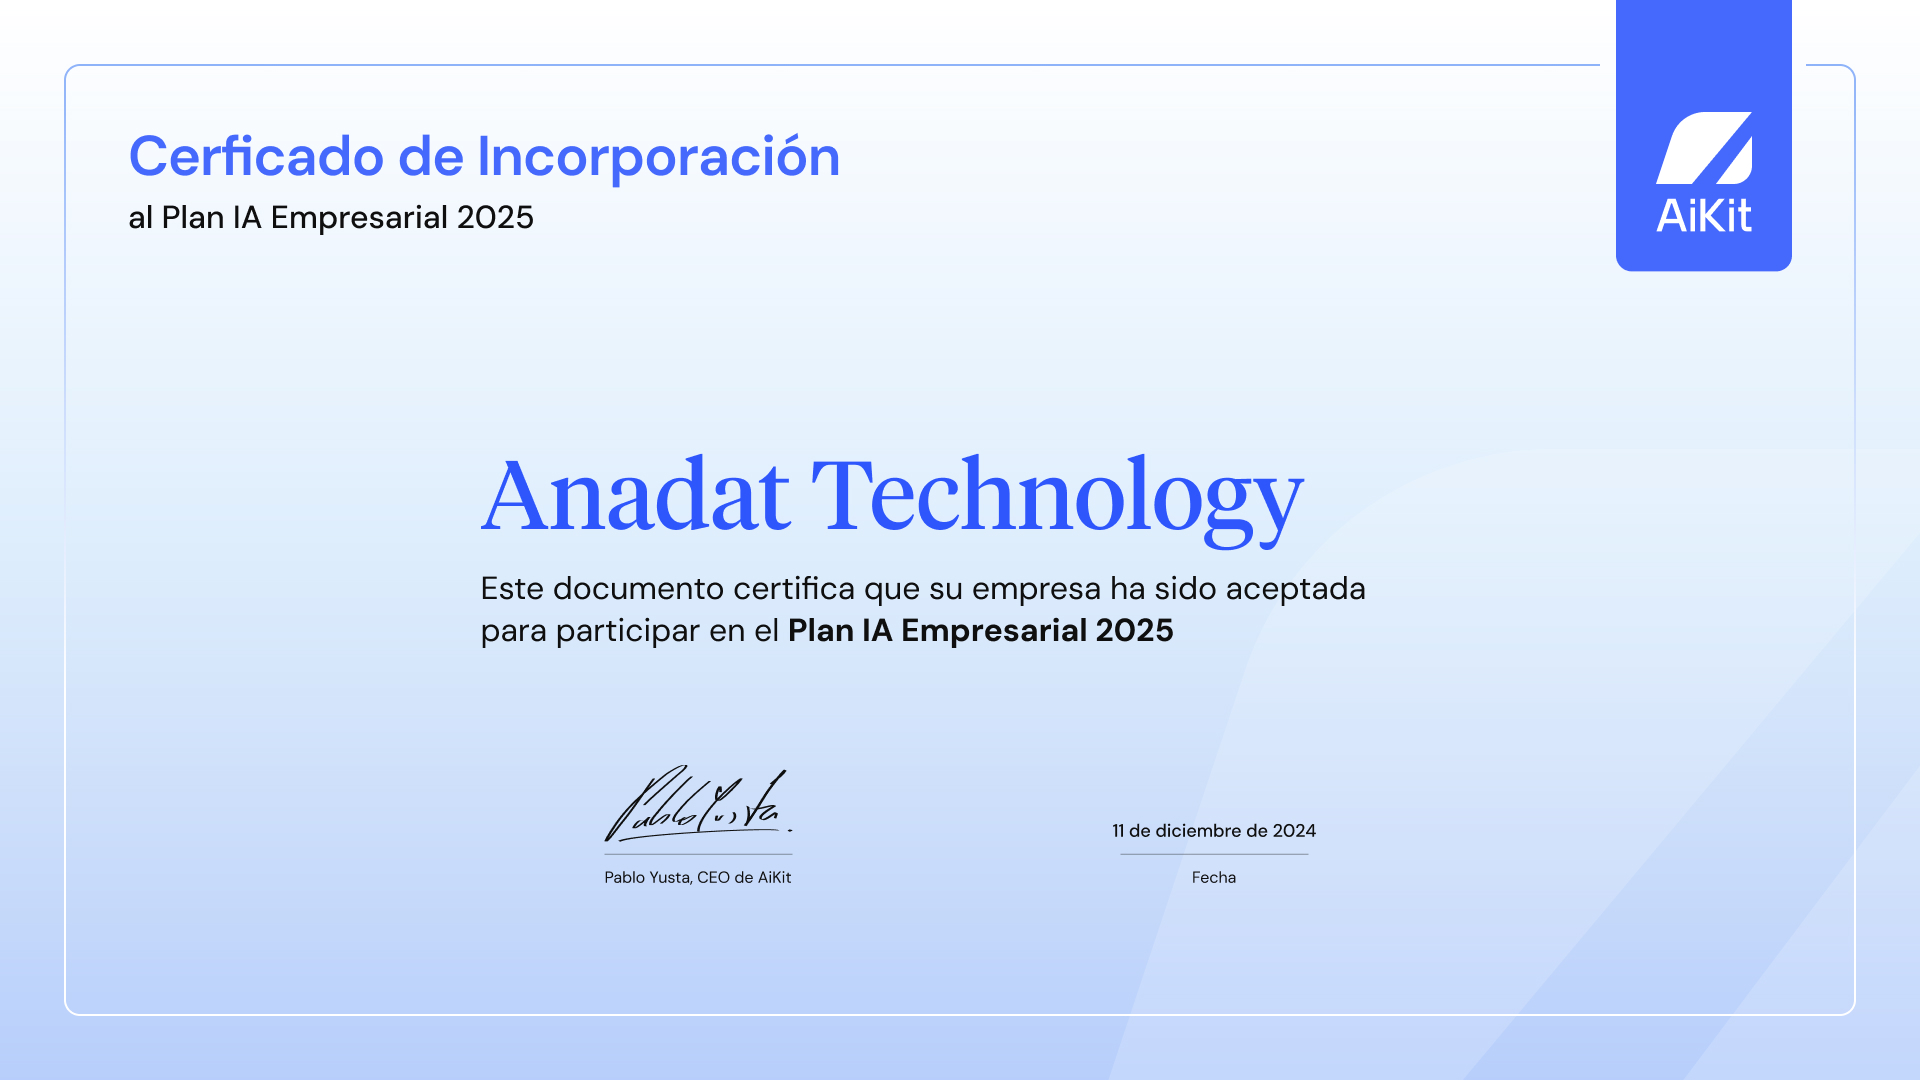 Cerficado de Incorporación
al Plan IA Empresarial 2025
AiKit
Anadat Technology
Este documento certifica que su empresa ha sido aceptada
para participar en el Plan IA Empresarial 2025
Pablo Yusta
11 de diciembre de 2024
Pablo Yusta, CEO de AiKit
Fecha